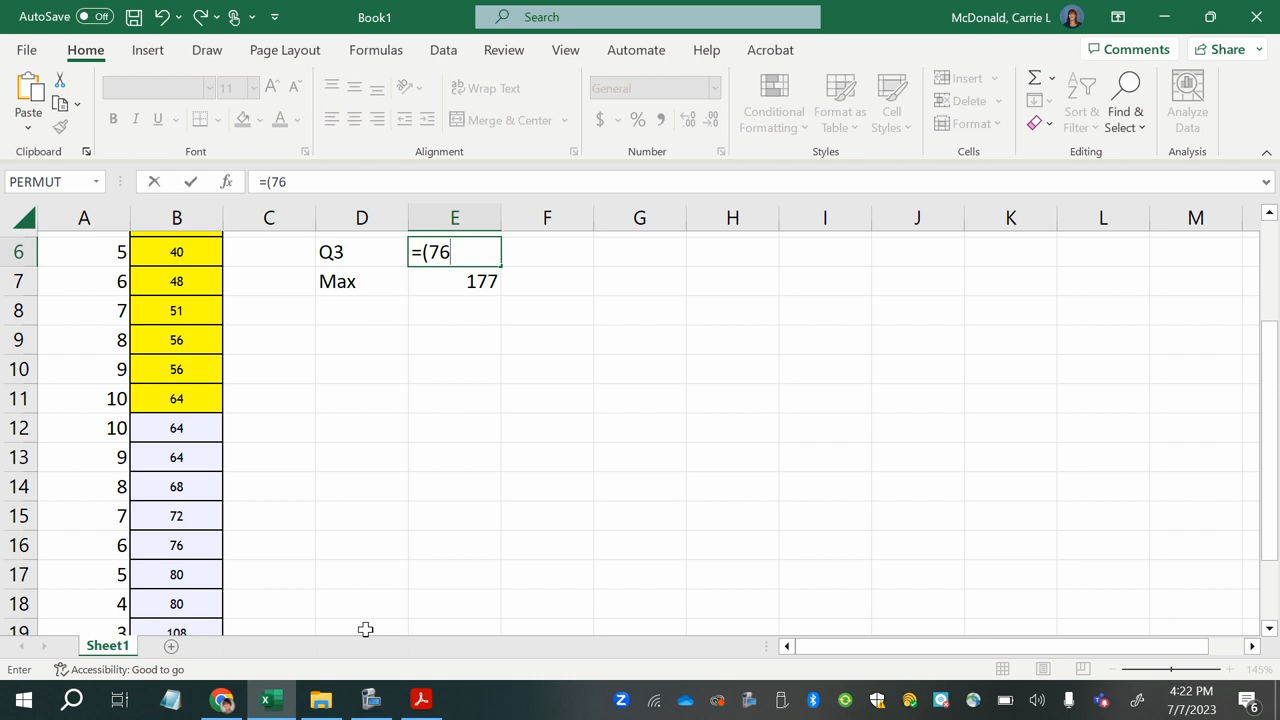 AutoSave Off Book1 Search McDonald, Carrie L
File Home Insert Draw Page Layout Formulas Data Review View Automate Help Acrobat Comments Share
Paste 11 Wrap Text General Conditional Formatting Format as Table Cell Styles Insert Sort & Filter Find & Select Analyze Data
B I U A Merge & Center $ % Delete
Format
Clipboard Font Alignment Number Styles Cells Editing Analysis
PERMUT fx =(76
A B C D E F G H I J K L M
6 5 40 Q3 =(76
7 6 48 Max 177
8 7 51
9 8 56
10 9 56
11 10 64
12 10 64
13 9 64
14 8 68
15 7 72
16 6 76
17 5 80
18 4 80
19 3 108
Sheet1
Enter Accessibility: Good to go 145%
4:22 PM
7/7/2023 6